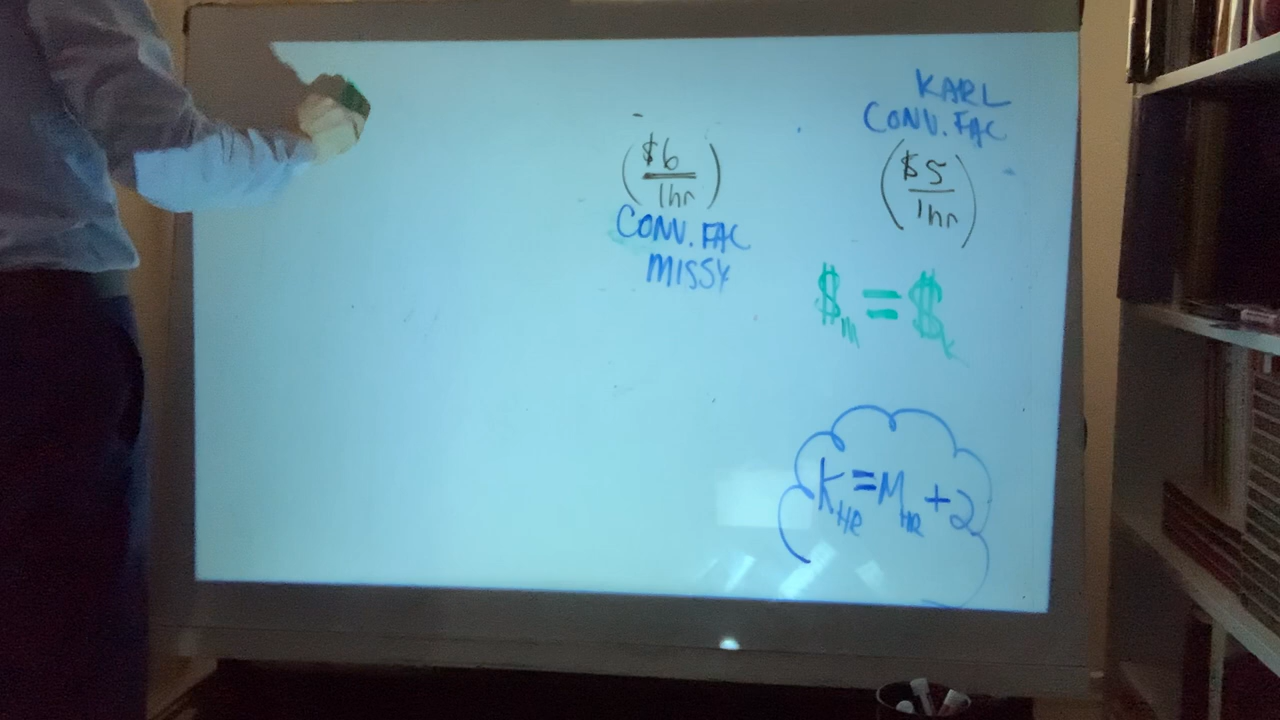 KARL
CONV. FAC
($6/1hr)
($5/1hr)
CONV. FAC
MISSY
$m = $k
KHR = MHR + 2